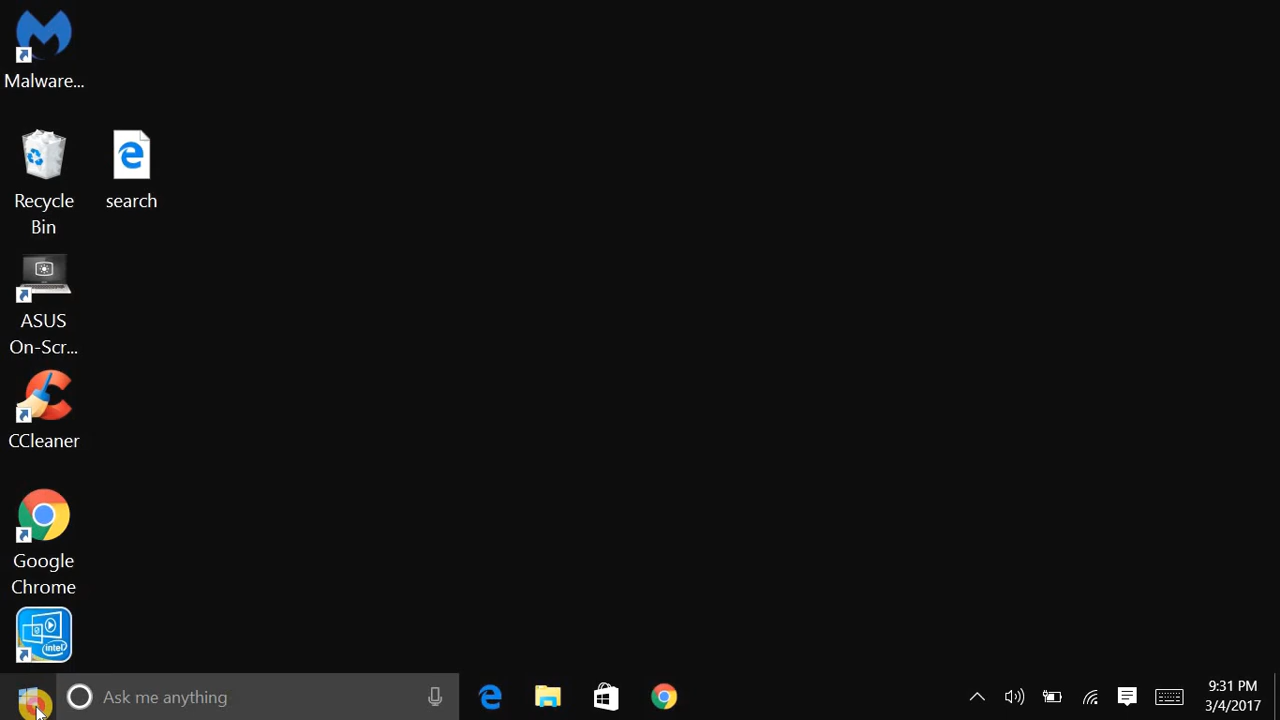 Malware...
Recycle
Bin
search
ASUS
On-Scr...
CCleaner
Google
Chrome
intel
Ask me anything
9:31 PM
3/4/2017